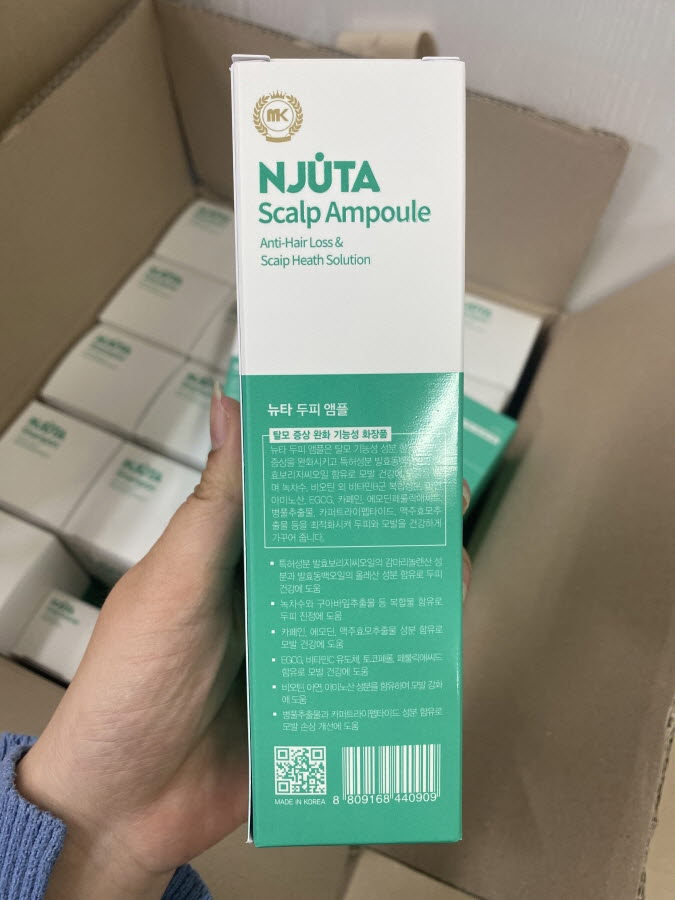 MK
NJUTA
Scalp Ampoule
Anti-Hair Loss &
Scaip Heath Solution
뉴타 두피 앰플
탈모 증상 완화 기능성 화장품
뉴타 두피 앰플은 탈모 기능성 성분
증상을 완화시키고 특허성분 발효동백
효보리지씨오일 함유로 모발 건강에
며 녹차수, 비오틴 외 비타민B군 복합성분
아미노산, EGCG, 카페인, 에모딘페룰릭애씨드,
병풀추출물, 카퍼트라이펩타이드, 맥주효모추
출물 등을 최적화시켜 두피와 모발을 건강하게
가꾸어 줍니다.
▪ 특허성분 발효보리지씨오일의 감마리놀렌산 성
분과 발효동백오일의 올레산 성분 함유로 두피
건강에 도움
▪ 녹차수와 구아바잎추출물 등 복합물 함유로
두피 진정에 도움
▪ 카페인, 에모딘, 맥주효모추출물 성분 함유로
모발 건강에 도움
▪ EGCG, 비타민C 유도체, 토코페롤, 페룰릭애씨드
함유로 모발 건강에 도움
▪ 비오틴 아연, 아미노산 성분을 함유하여 모발 강화
에 도움
▪ 병풀추출물과 카퍼트라이펩타이드 성분 함유로
모발 손상 개선에 도움
MADE IN KOREA
8 809168 440909
NJUTA
NJUTA
NJUTA
NJUTA
NJUTA
NJUTA